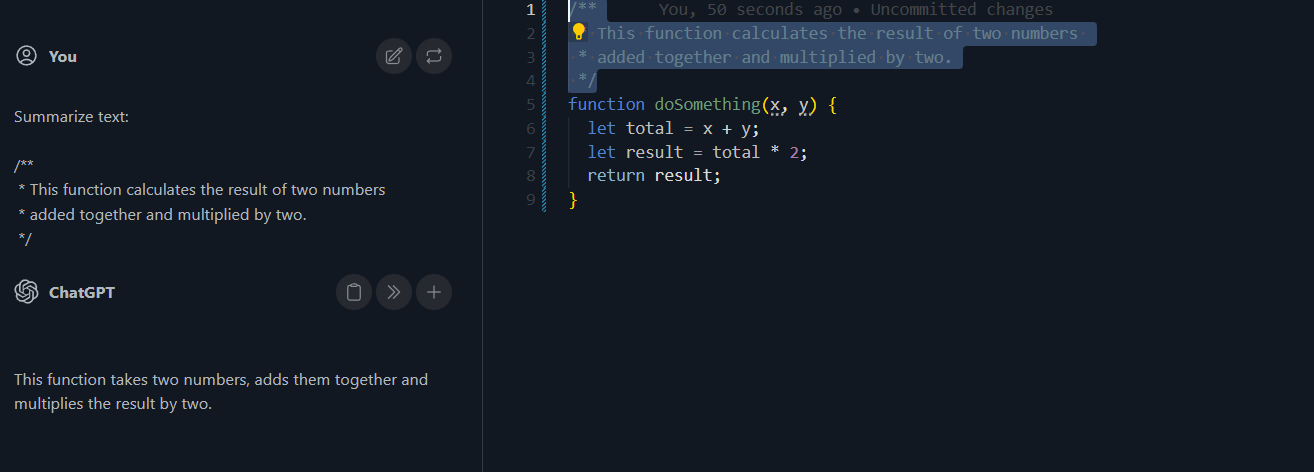 You
Summarize text:
/**
* This function calculates the result of two numbers
* added together and multiplied by two.
*/
ChatGPT
This function takes two numbers, adds them together and
multiplies the result by two.
1 /** You, 50 seconds ago • Uncommitted changes
2 This function calculates the result of two numbers
3 * added together and multiplied by two.
4 */
5 function doSomething(x, y) {
6 let total = x + y;
7 let result = total * 2;
8 return result;
9 }